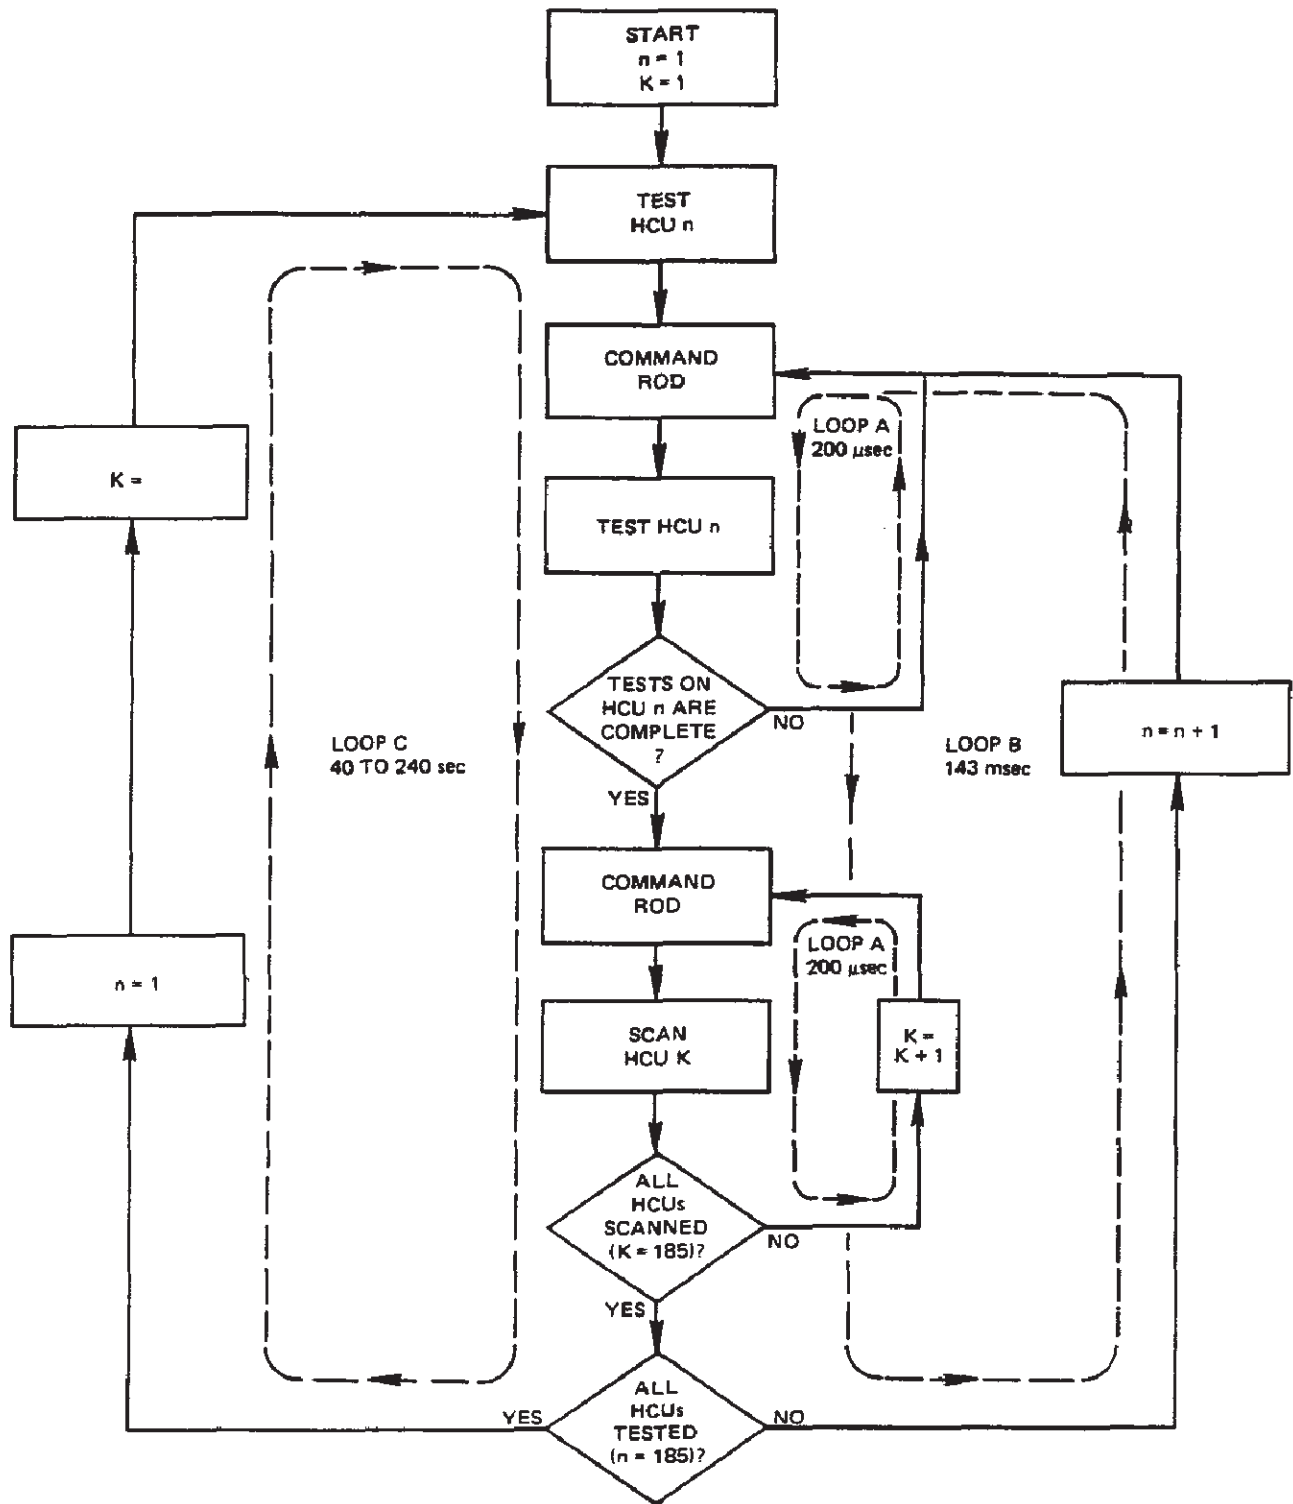 START
n = 1
K = 1
TEST
HCU n
COMMAND
ROD
LOOP A
200 µsec
K =
TEST HCU n
TESTS ON
HCU n ARE
COMPLETE
?
NO
YES
LOOP C
40 TO 240 sec
LOOP B
143 msec
n = n + 1
COMMAND
ROD
LOOP A
200 µsec
n = 1
SCAN
HCU K
K =
K + 1
ALL
HCUs
SCANNED
(K = 185)?
NO
YES
ALL
HCUs
TESTED
(n = 185)?
YES
NO